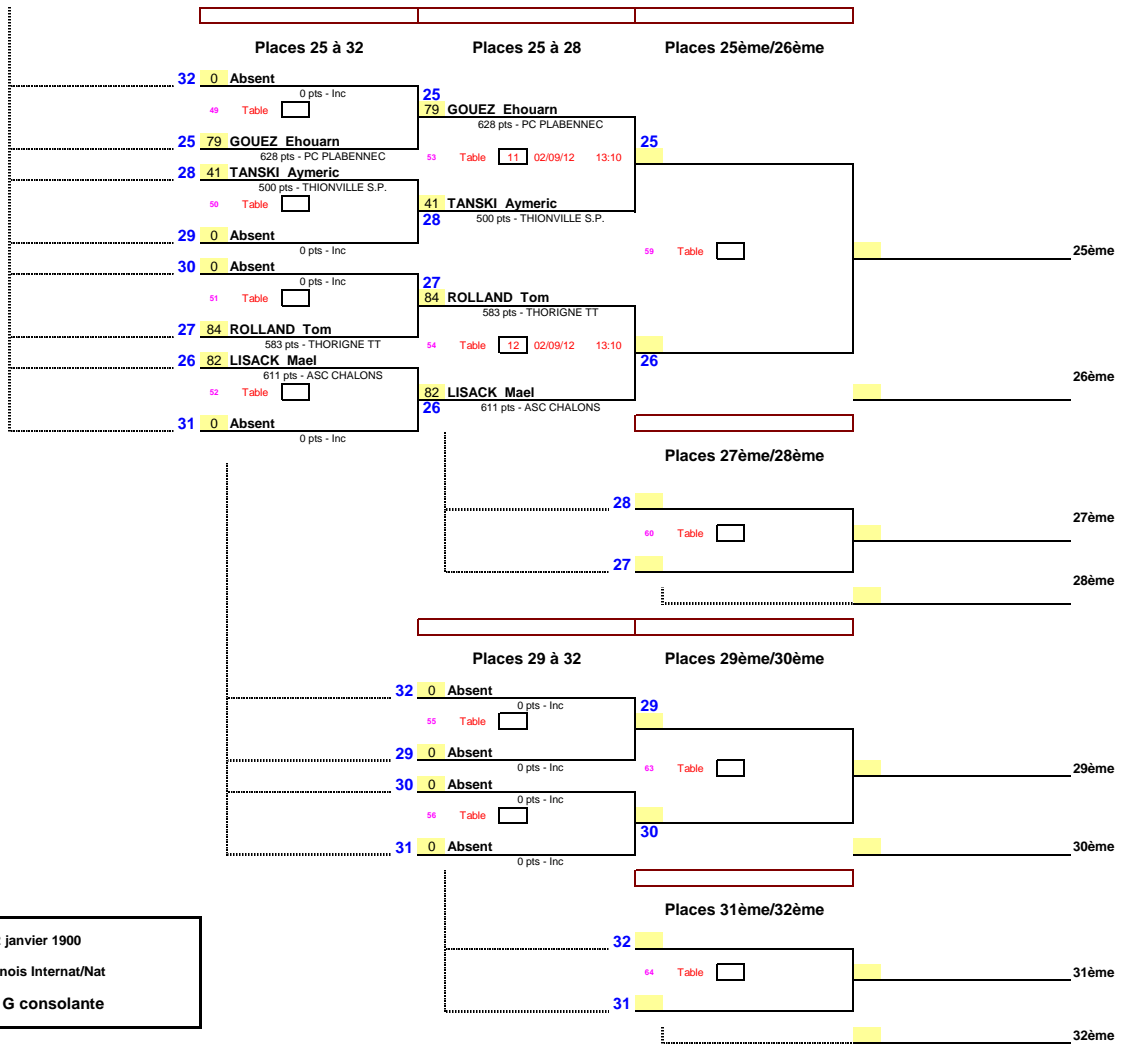 Places 25 à 32 Places 25 à 28 Places 25ème/26ème
32 0 Absent
0 pts - Inc
25
49 Table
79 GOUEZ Ehouarn
628 pts - PC PLABENNEC
25 79 GOUEZ Ehouarn
25
628 pts - PC PLABENNEC
53 Table 11 02/09/12 13:10
28 41 TANSKI Aymeric
500 pts - THIONVILLE S.P.
50 Table
41 TANSKI Aymeric
28
500 pts - THIONVILLE S.P.
29 0 Absent
0 pts - Inc
59 Table
25ème
30 0 Absent
0 pts - Inc
27
51 Table
84 ROLLAND Tom
583 pts - THORIGNE TT
27 84 ROLLAND Tom
583 pts - THORIGNE TT
54 Table 12 02/09/12 13:10
26 82 LISACK Mael
26
611 pts - ASC CHALONS
26ème
52 Table
82 LISACK Mael
26
611 pts - ASC CHALONS
31 0 Absent
0 pts - Inc
Places 27ème/28ème
28
27ème
60 Table
27
28ème
Places 29 à 32 Places 29ème/30ème
32 0 Absent
0 pts - Inc
29
55 Table
29 0 Absent
0 pts - Inc
63 Table
29ème
30 0 Absent
0 pts - Inc
56 Table
30
31 0 Absent
30ème
0 pts - Inc
Places 31ème/32ème
32
janvier 1900
nois Internat/Nat
64 Table
31ème
G consolante
31
32ème